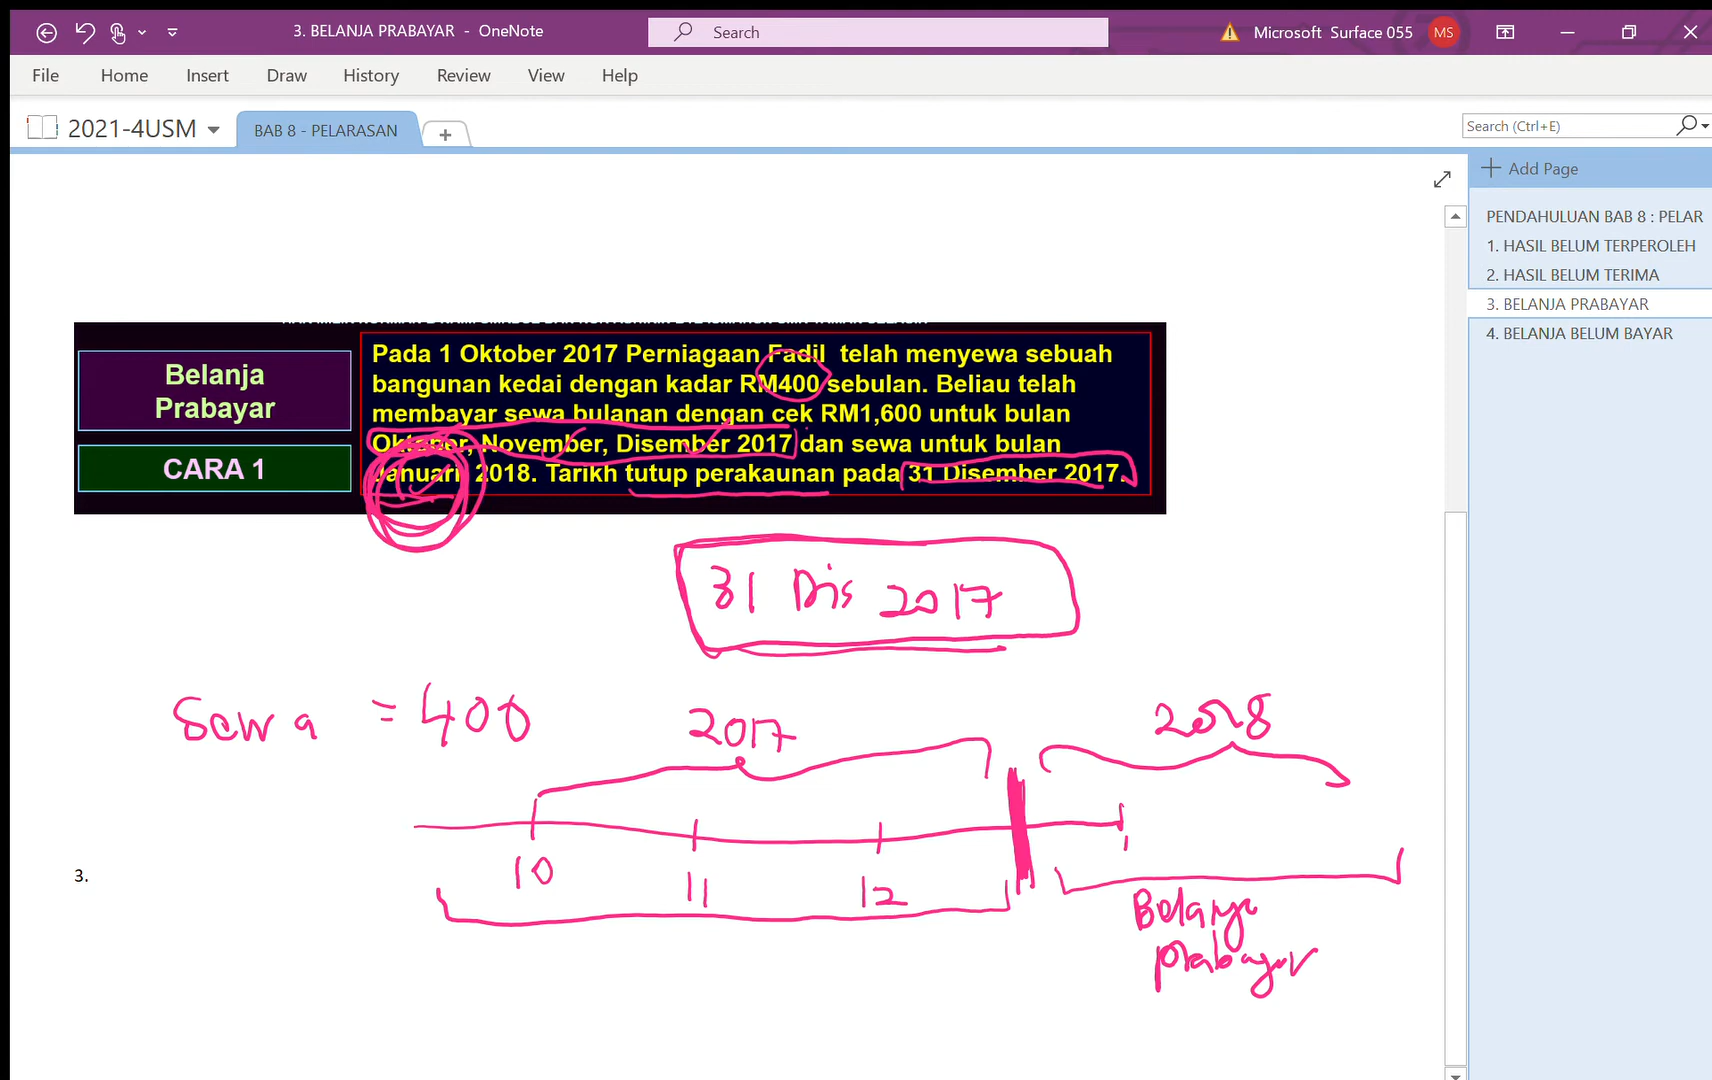 3. BELANJA PRABAYAR - OneNote
Search
Microsoft Surface 055
MS
File Home Insert Draw History Review View Help
2021-4USM
BAB 8 - PELARASAN
Search (Ctrl+E)
Add Page
PENDAHULUAN BAB 8 : PELAR
1. HASIL BELUM TERPEROLEH
2. HASIL BELUM TERIMA
3. BELANJA PRABAYAR
4. BELANJA BELUM BAYAR
Belanja
Prabayar
CARA 1
Pada 1 Oktober 2017 Perniagaan Fadil telah menyewa sebuah
bangunan kedai dengan kadar RM400 sebulan. Beliau telah
membayar sewa bulanan dengan cek RM1,600 untuk bulan
Oktober, November, Disember 2017 dan sewa untuk bulan
Januari 2018. Tarikh tutup perakaunan pada 31 Disember 2017.
31 Dis 2017
Sewa = 400
2017
2018
10 11 12 1
3.
Belanja
prabayar